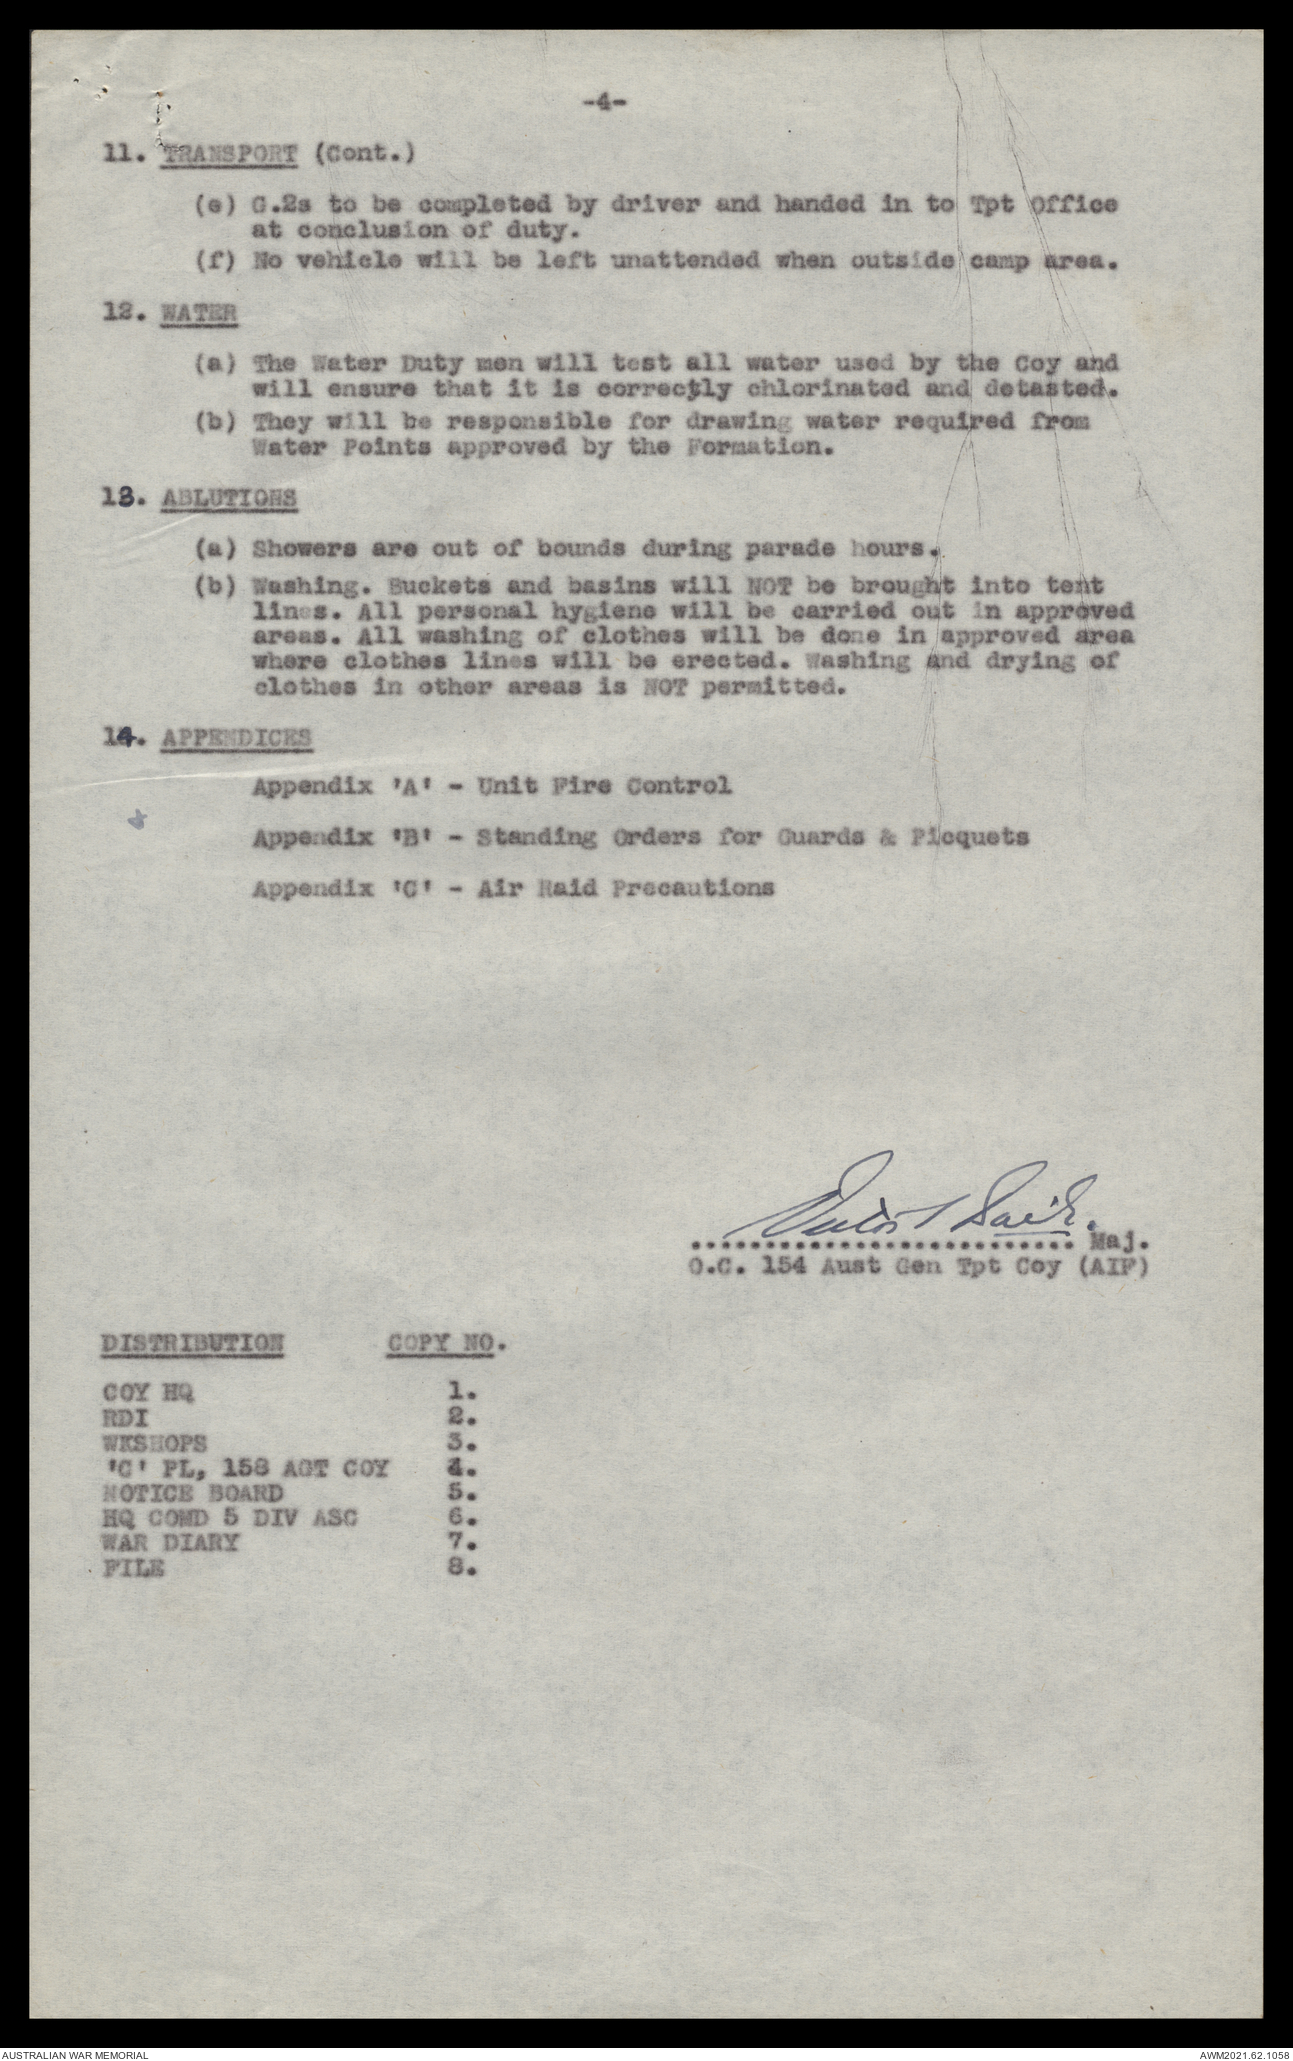 -4-
11. TRANSPORT (Cont.)
(e) G.2s to be completed by driver and handed in to Tpt Office
at conclusion of duty.
(f) No vehicle will be left unattended when outside camp area.
12. WATER
(a) The Water Duty men will test all water used by the Coy and
will ensure that it is correctly chlorinated and detasted.
(b) They will be responsible for drawing water required from
Water Points approved by the Formation.
13. ABLUTIONS
(a) Showers are out of bounds during parade hours.
(b) Washing. Buckets and basins will NOT be brought into tent
lines. All personal hygiene will be carried out in approved
areas. All washing of clothes will be done in approved area
where clothes lines will be erected. Washing and drying of
clothes in other areas is NOT permitted.
14. APPENDICES
Appendix 'A' - Unit Fire Control
Appendix 'B' - Standing Orders for Guards & Picquets
Appendix 'C' - Air Raid Precautions
.......................... Maj.
O.C. 154 Aust Gen Tpt Coy (AIF)
DISTRIBUTION COPY NO.
COY HQ 1.
RDI 2.
WKSHOPS 3.
'C' PL, 158 AGT COY 4.
NOTICE BOARD 5.
HQ COMD 5 DIV ASC 6.
WAR DIARY 7.
FILE 8.
AUSTRALIAN WAR MEMORIAL AWM2021.62.1058